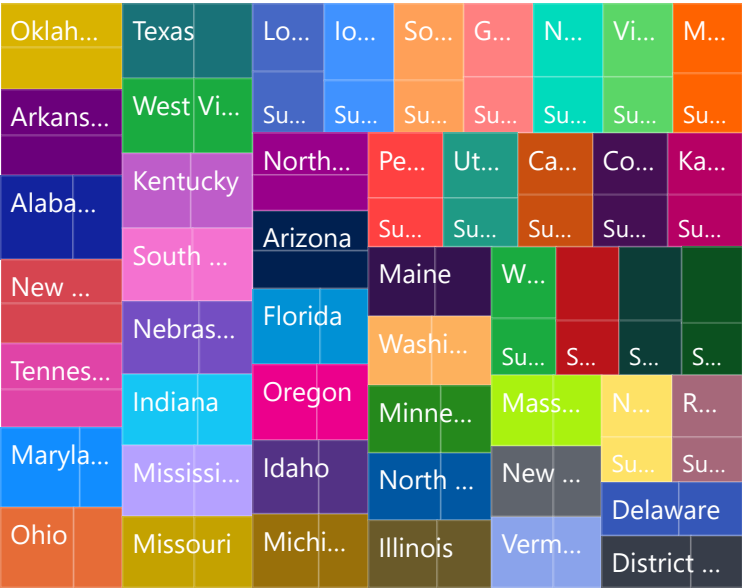 Oklah...
Arkans...
Alaba...
New ...
Tennes...
Maryla...
Ohio
Texas
West Vi...
Kentucky
South ...
Nebras...
Indiana
Mississi...
Missouri
Lo...
Su...
Io...
Su...
So...
Su...
G...
Su...
N...
Su...
Vi...
Su...
M...
Su...
North...
Arizona
Florida
Oregon
Idaho
Michi...
Pe...
Su...
Ut...
Su...
Ca...
Su...
Co...
Su...
Ka...
Su...
Maine
Washi...
Minne...
North ...
Illinois
W...
Su...
S...
S...
S...
Mass...
New ...
Verm...
N...
Su...
R...
Su...
Delaware
District ...